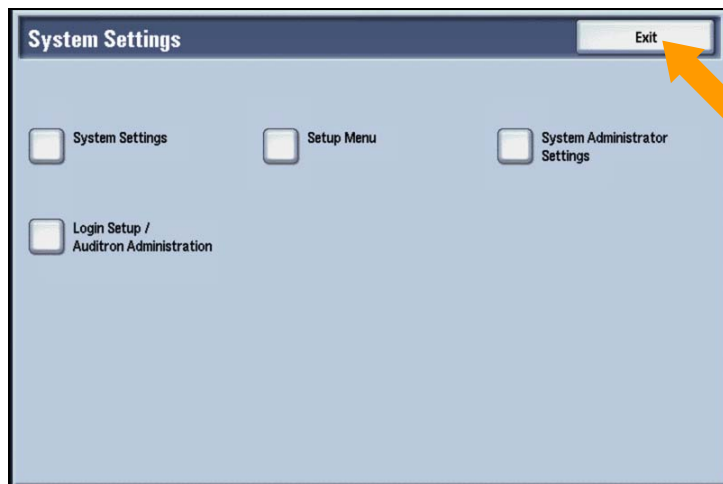 System Settings
Exit
System Settings
Setup Menu
System Administrator
Settings
Login Setup /
Auditron Administration